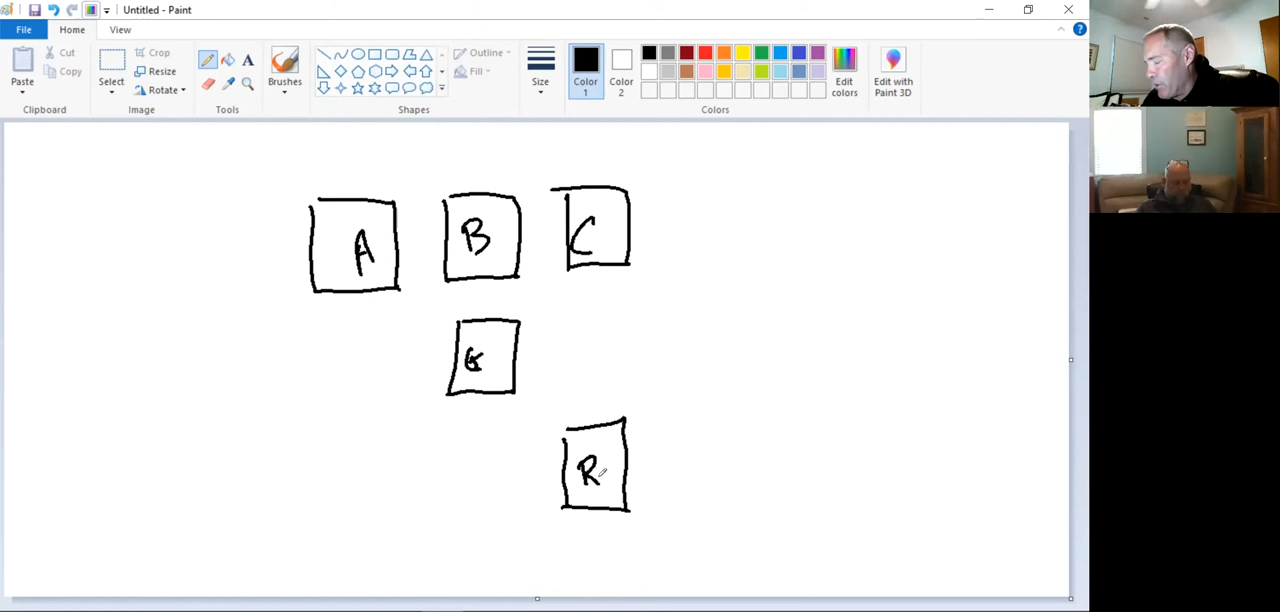 Untitled - Paint
File
Home
View
Paste
Cut
Copy
Clipboard
Select
Crop
Resize
Rotate
Image
A
Tools
Brushes
Shapes
Outline
Fill
Size
Color
1
Color
2
Edit
colors
Edit with
Paint 3D
Colors
A B C
G
R